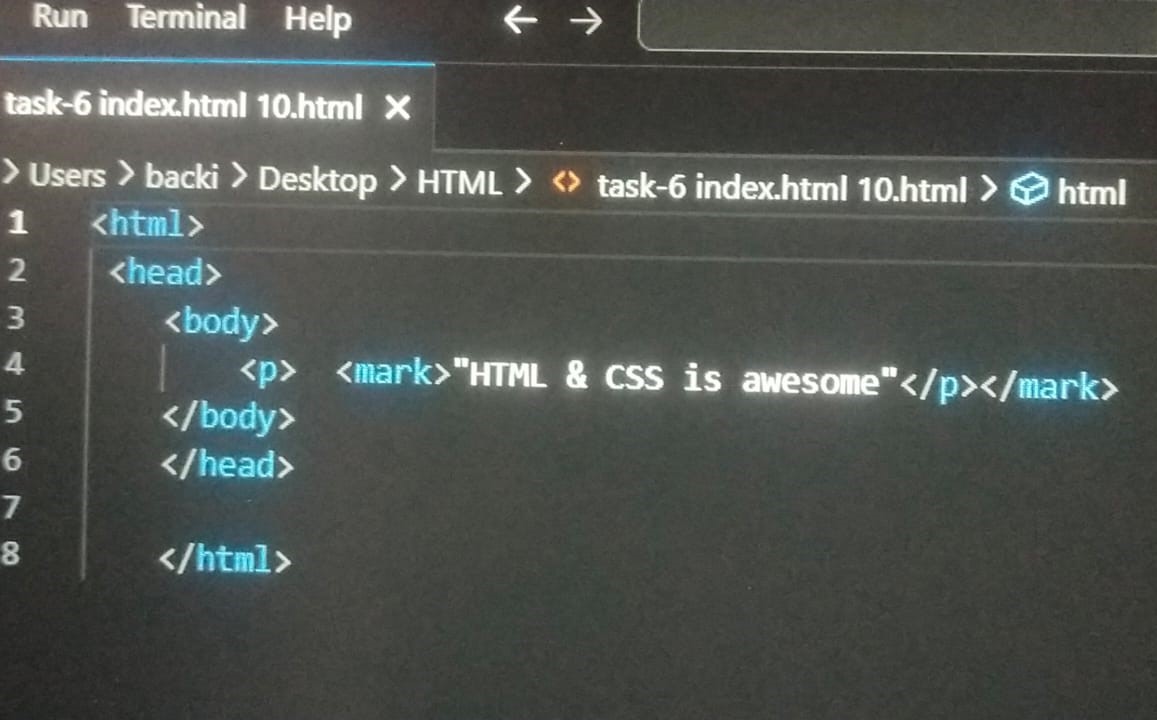 Run Terminal Help ← →
task-6 index.html 10.html ×
> Users > backi > Desktop > HTML > <> task-6 index.html 10.html > html
1 <html>
2 <head>
3 <body>
4 <p> <mark>"HTML & CSS is awesome"</p></mark>
5 </body>
6 </head>
7
8 </html>